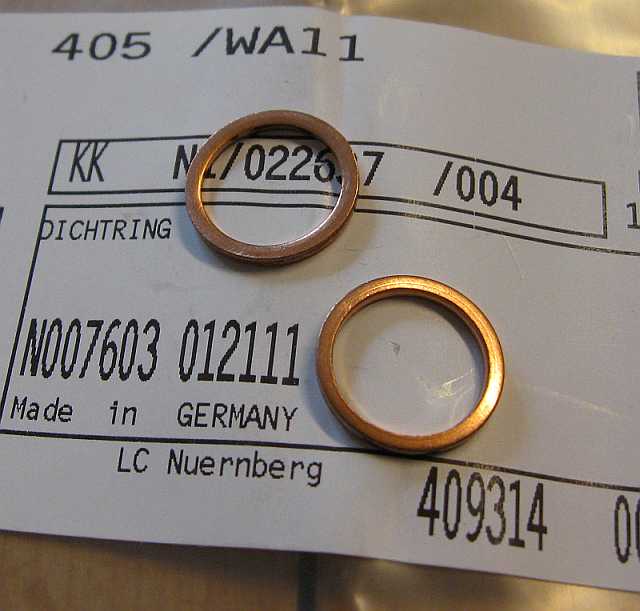 405 /WA11
KK /004
DICHTRING
N007603 012111
Made in GERMANY
LC Nuernberg
409314